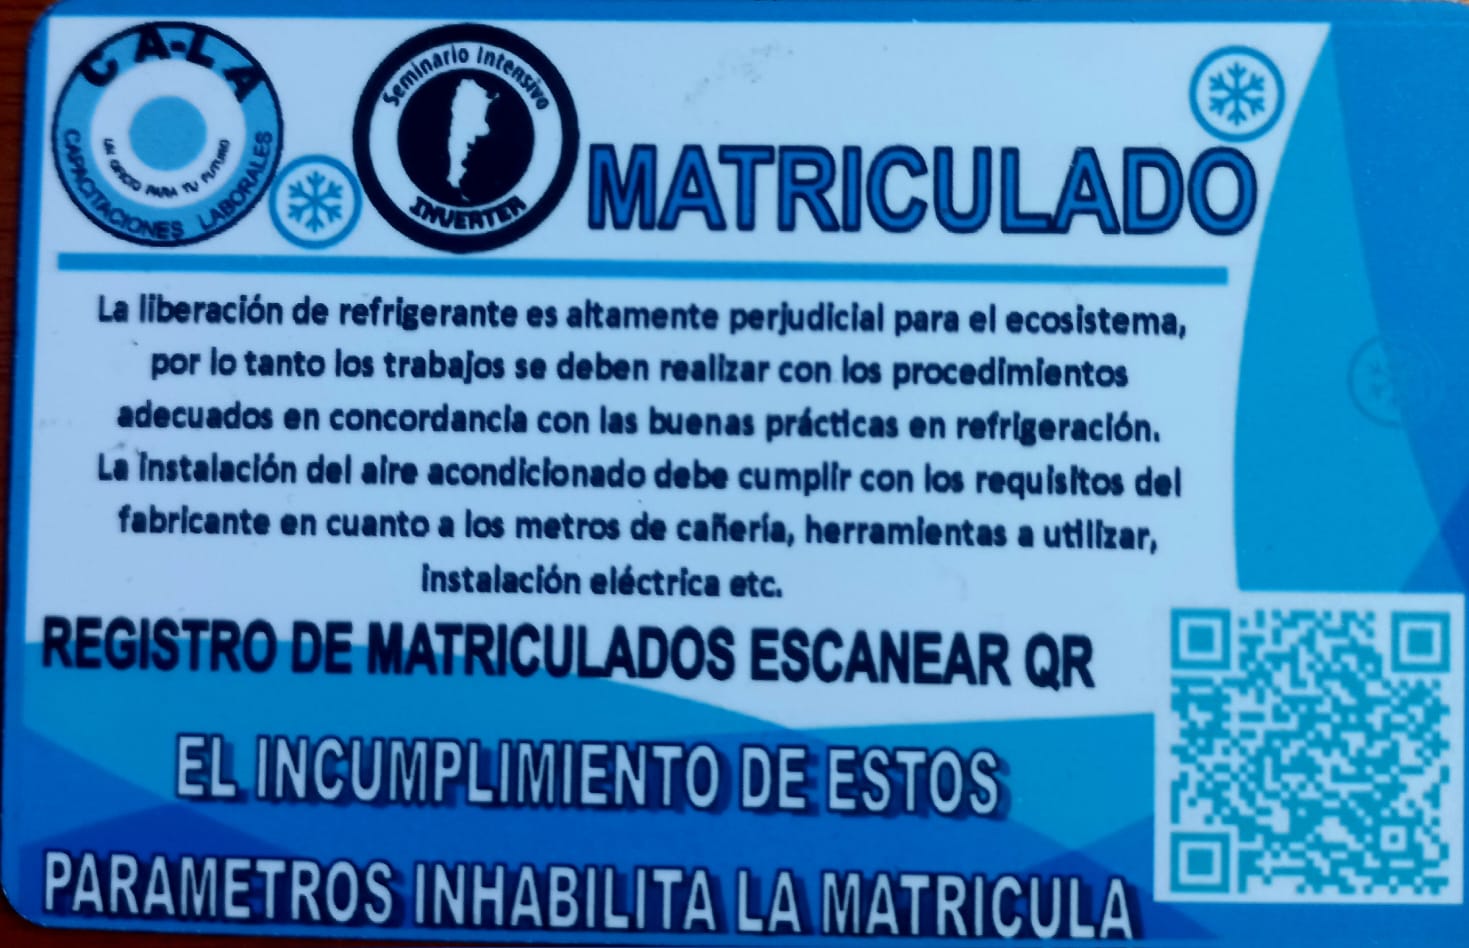 CA-LA
UN OFICIO PARA TU FUTURO
CAPACITACIONES LABORALES
Seminario Intensivo
INVERTER
MATRICULADO
La liberación de refrigerante es altamente perjudicial para el ecosistema,
por lo tanto los trabajos se deben realizar con los procedimientos
adecuados en concordancia con las buenas prácticas en refrigeración.
La instalación del aire acondicionado debe cumplir con los requisitos del
fabricante en cuanto a los metros de cañería, herramientas a utilizar,
instalación eléctrica etc.
REGISTRO DE MATRICULADOS ESCANEAR QR
EL INCUMPLIMIENTO DE ESTOS
PARAMETROS INHABILITA LA MATRICULA